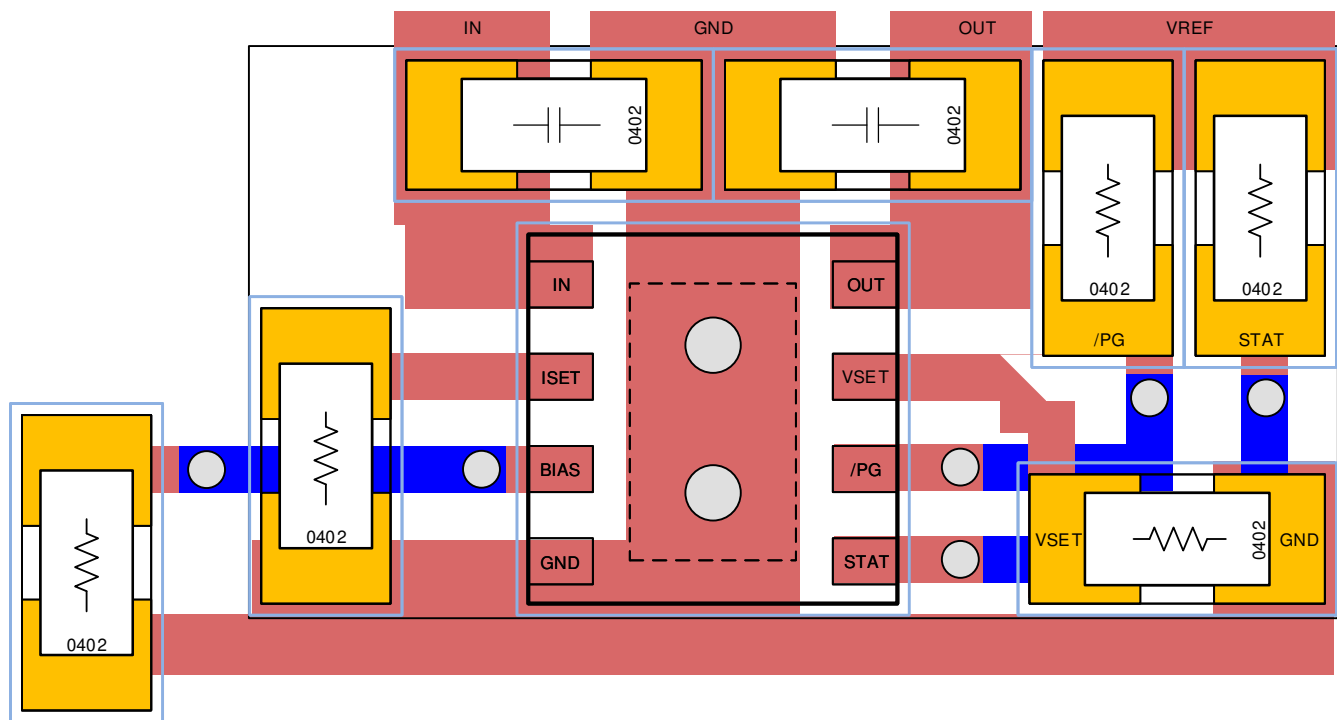 IN
GND
OUT
VREF
0402
0402
0402
0402
/PG
STAT
IN
OUT
ISET
VSET
BIAS
/PG
GND
STAT
0402
0402
VSET
0402
GND